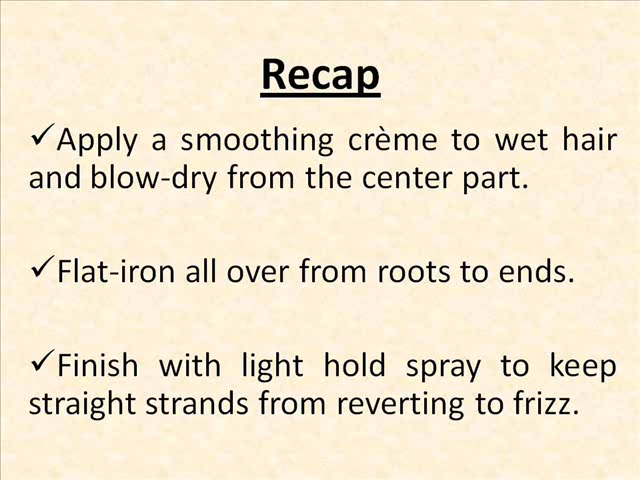 Recap
✓Apply a smoothing crème to wet hair
and blow-dry from the center part.
✓Flat-iron all over from roots to ends.
✓Finish with light hold spray to keep
straight strands from reverting to frizz.